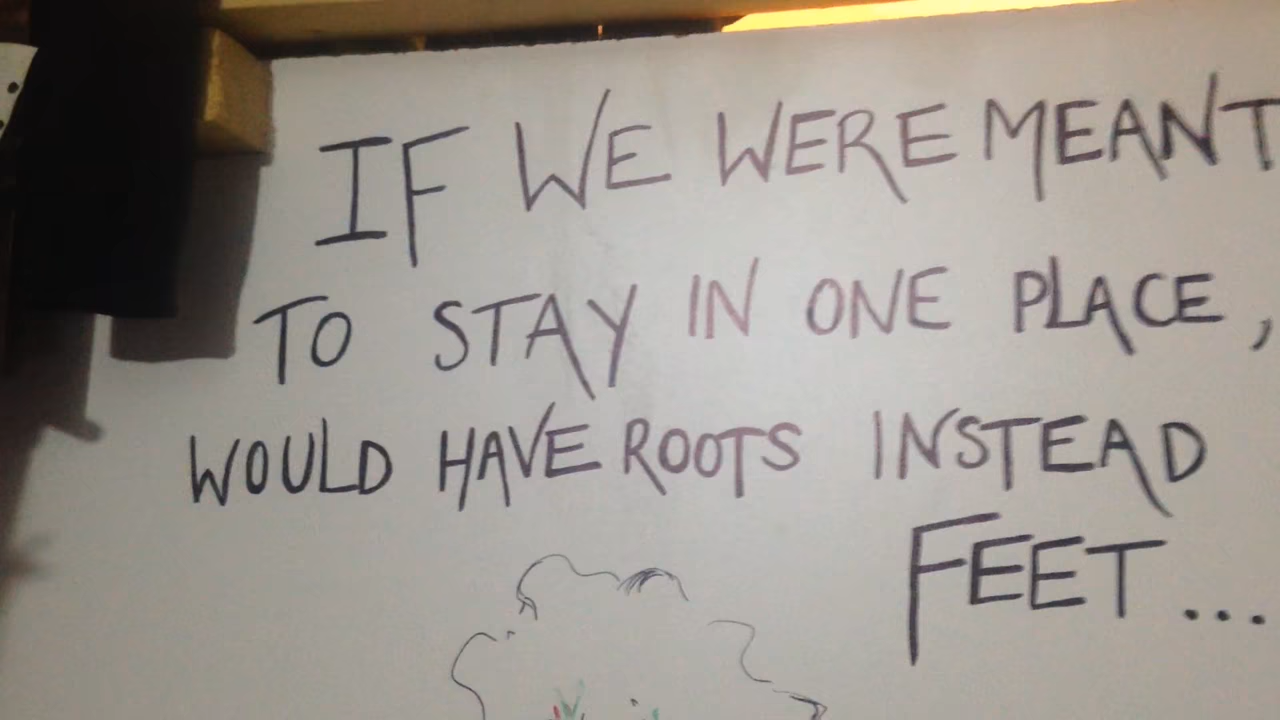 IF WE WERE MEANT
TO STAY IN ONE PLACE,
WOULD HAVE ROOTS INSTEAD
FEET...